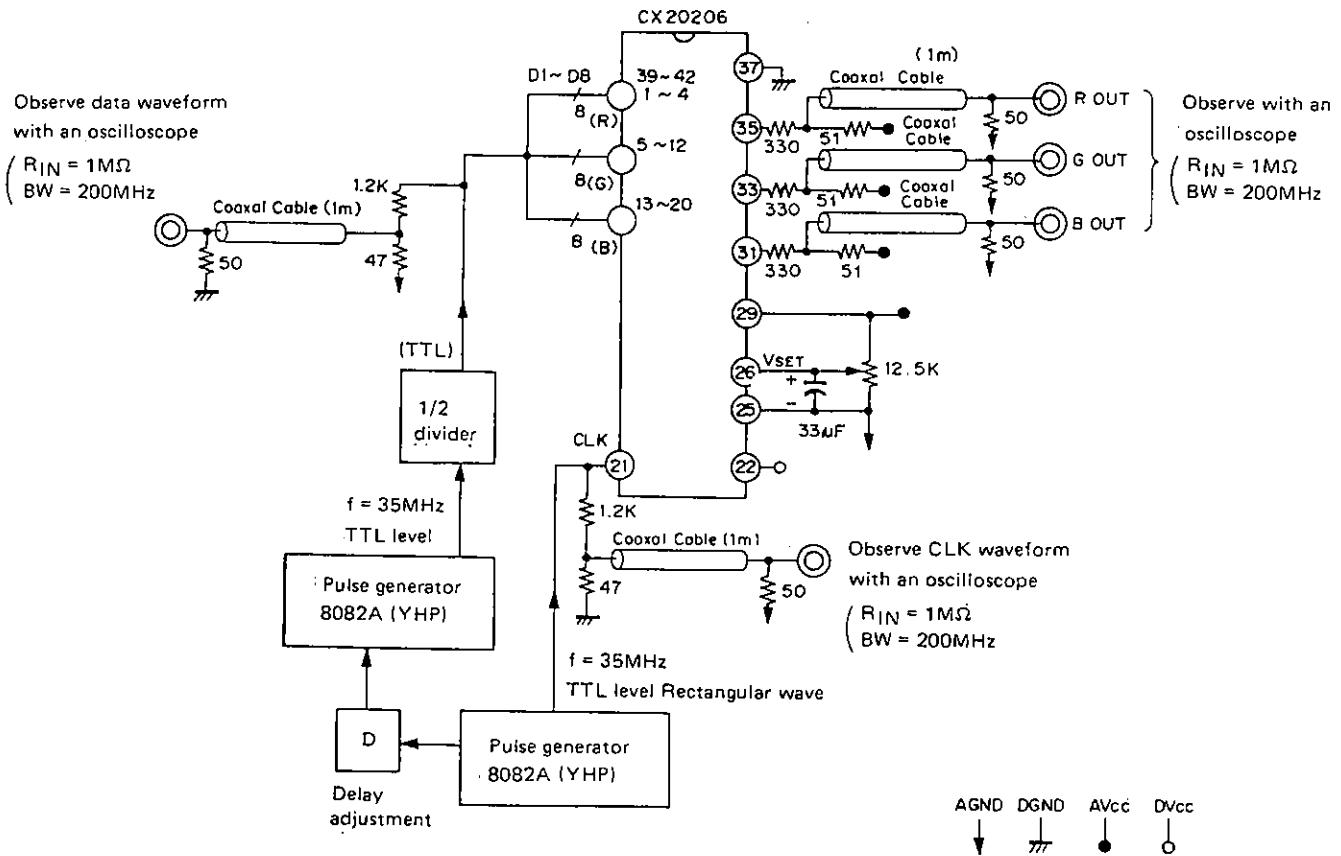 CX20206
Observe data waveform
with an oscilloscope
RIN = 1MΩ
BW = 200MHz
50
Coaxal Cable (1m)
1.2K
47
D1~ D8
8 (R)
8(G)
8 (B)
39~42
1 ~ 4
5 ~12
13~20
37
35
33
31
29
26
25
22
21
CLK
(1m)
Coaxal Cable
330
51
Coaxal
Cable
330
51
Coaxal
Cable
330
51
50
50
50
R OUT
G OUT
B OUT
Observe with an
oscilloscope
RIN = 1MΩ
BW = 200MHz
VSET
+
-
33μF
12.5K
(TTL)
1/2
divider
f = 35MHz
TTL level
Pulse generator
8082A (YHP)
D
Delay
adjustment
Pulse generator
8082A (YHP)
f = 35MHz
TTL level Rectangular wave
1.2K
47
Coaxal Cable (1m)
50
Observe CLK waveform
with an oscilloscope
RIN = 1MΩ
BW = 200MHz
AGND DGND AVcc DVcc